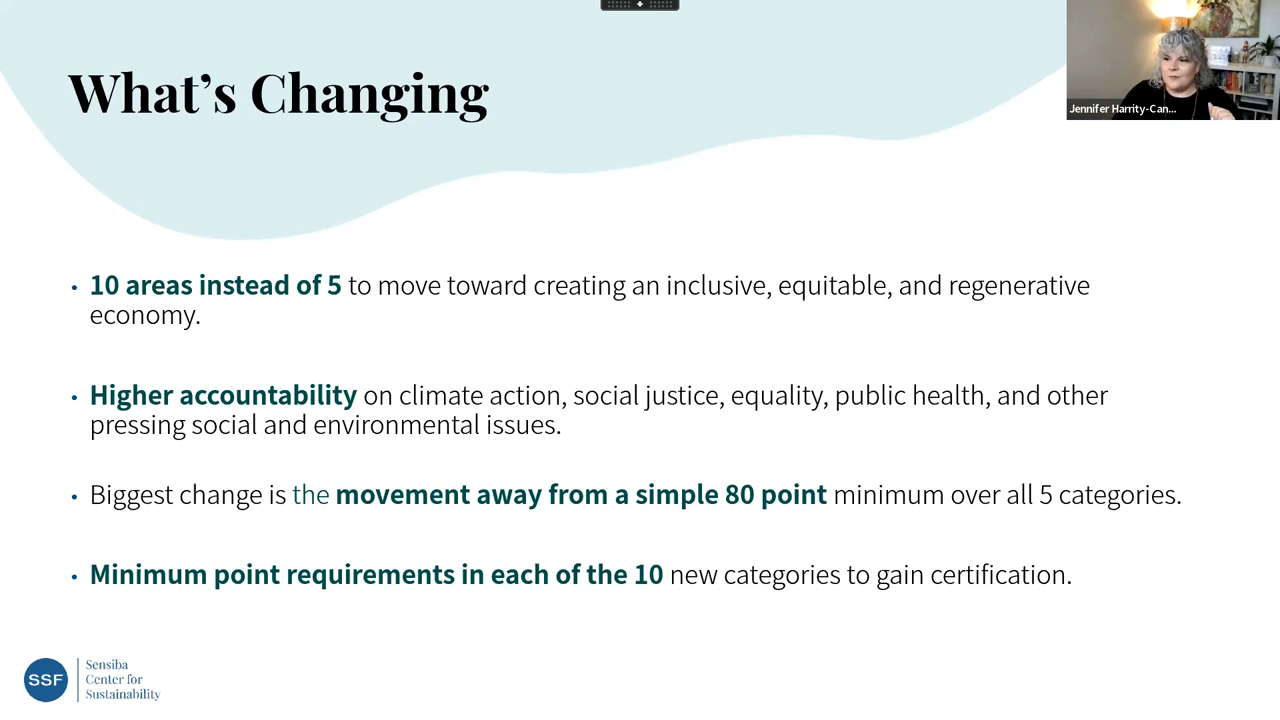 What’s Changing
Jennifer Harrity-Can...
• 10 areas instead of 5 to move toward creating an inclusive, equitable, and regenerative
economy.
• Higher accountability on climate action, social justice, equality, public health, and other
pressing social and environmental issues.
• Biggest change is the movement away from a simple 80 point minimum over all 5 categories.
• Minimum point requirements in each of the 10 new categories to gain certification.
SSF
Sensiba
Center for
Sustainability